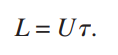 L = Uτ.